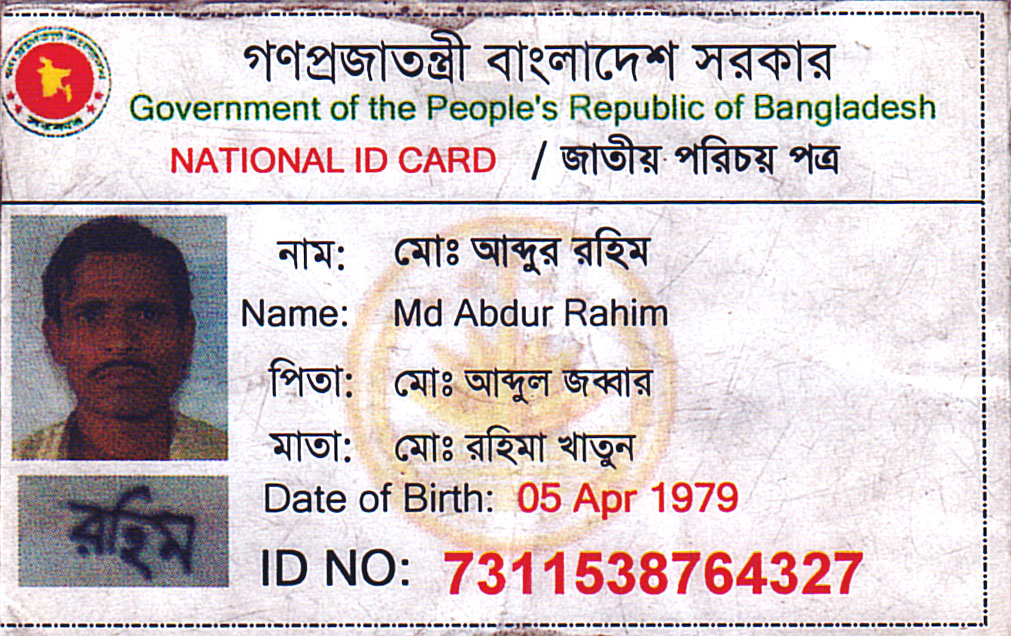 গণপ্রজাতন্ত্রী বাংলাদেশ সরকার
Government of the People's Republic of Bangladesh
NATIONAL ID CARD / জাতীয় পরিচয় পত্র
নাম: মোঃ আব্দুর রহিম
Name: Md Abdur Rahim
পিতা: মোঃ আব্দুল জব্বার
মাতা: মোঃ রহিমা খাতুন
Date of Birth: 05 Apr 1979
রহিম
ID NO: 7311538764327